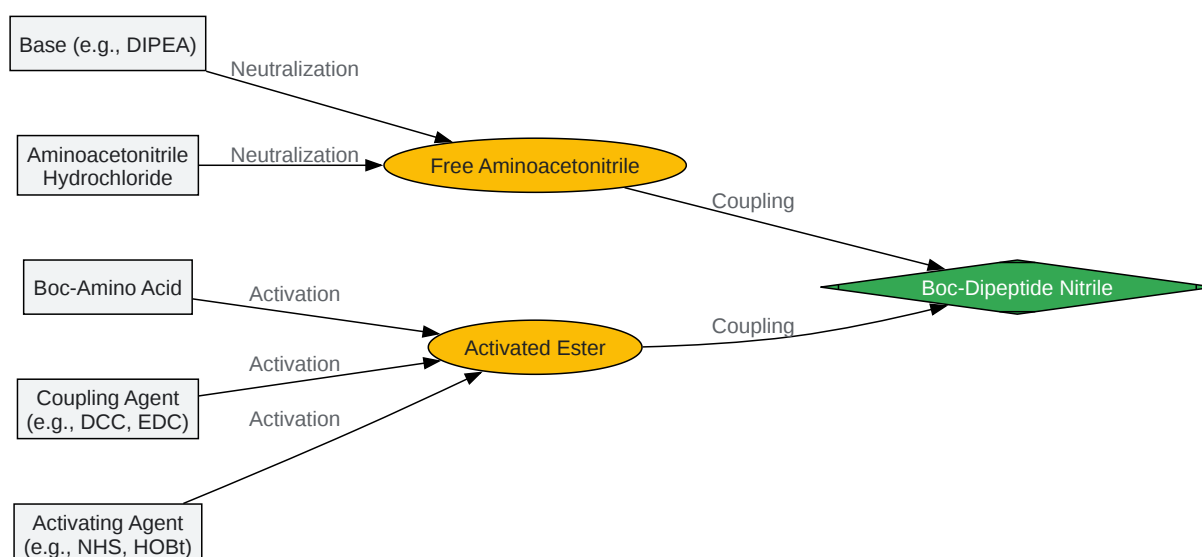 Base (e.g., DIPEA)
Neutralization
Aminoacetonitrile
Hydrochloride
Neutralization
Free Aminoacetonitrile
Coupling
Boc-Amino Acid
Activation
Boc-Dipeptide Nitrile
Coupling
Activated Ester
Activation
Coupling Agent
(e.g., DCC, EDC)
Activation
Activating Agent
(e.g., NHS, HOBt)